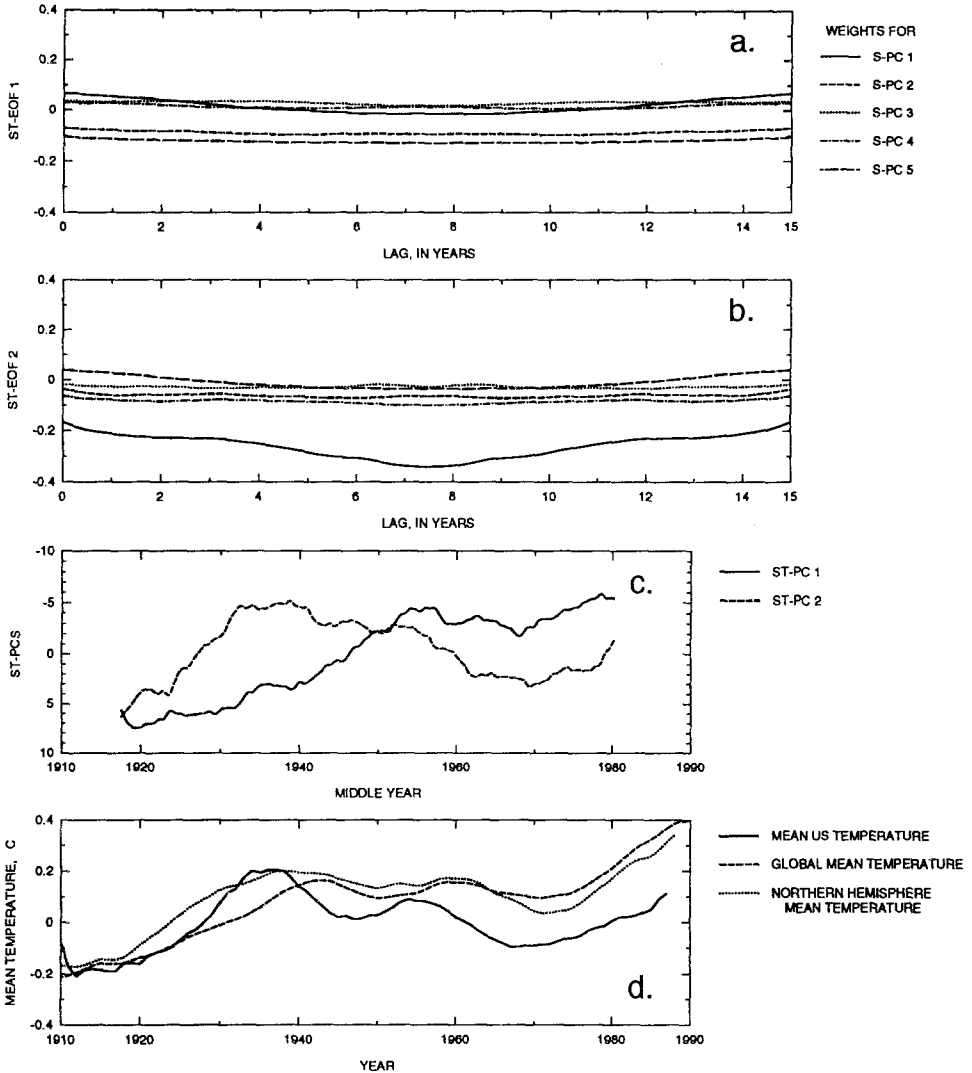 a.
0.4
0.2
0
-0.2
-0.4
ST-EOF 1
0 2 4 6 8 10 12 14 15
LAG, IN YEARS
WEIGHTS FOR
S-PC 1
S-PC 2
S-PC 3
S-PC 4
S-PC 5
b.
0.4
0.2
0
-0.2
-0.4
ST-EOF 2
0 2 4 6 8 10 12 14 15
LAG, IN YEARS
c.
-10
-5
0
5
10
ST-PCS
1910 1920 1940 1960 1980 1990
MIDDLE YEAR
ST-PC 1
ST-PC 2
d.
0.4
0.2
0
-0.2
-0.4
MEAN TEMPERATURE, C
1910 1920 1940 1960 1980 1990
YEAR
MEAN US TEMPERATURE
GLOBAL MEAN TEMPERATURE
NORTHERN HEMISPHERE
MEAN TEMPERATURE